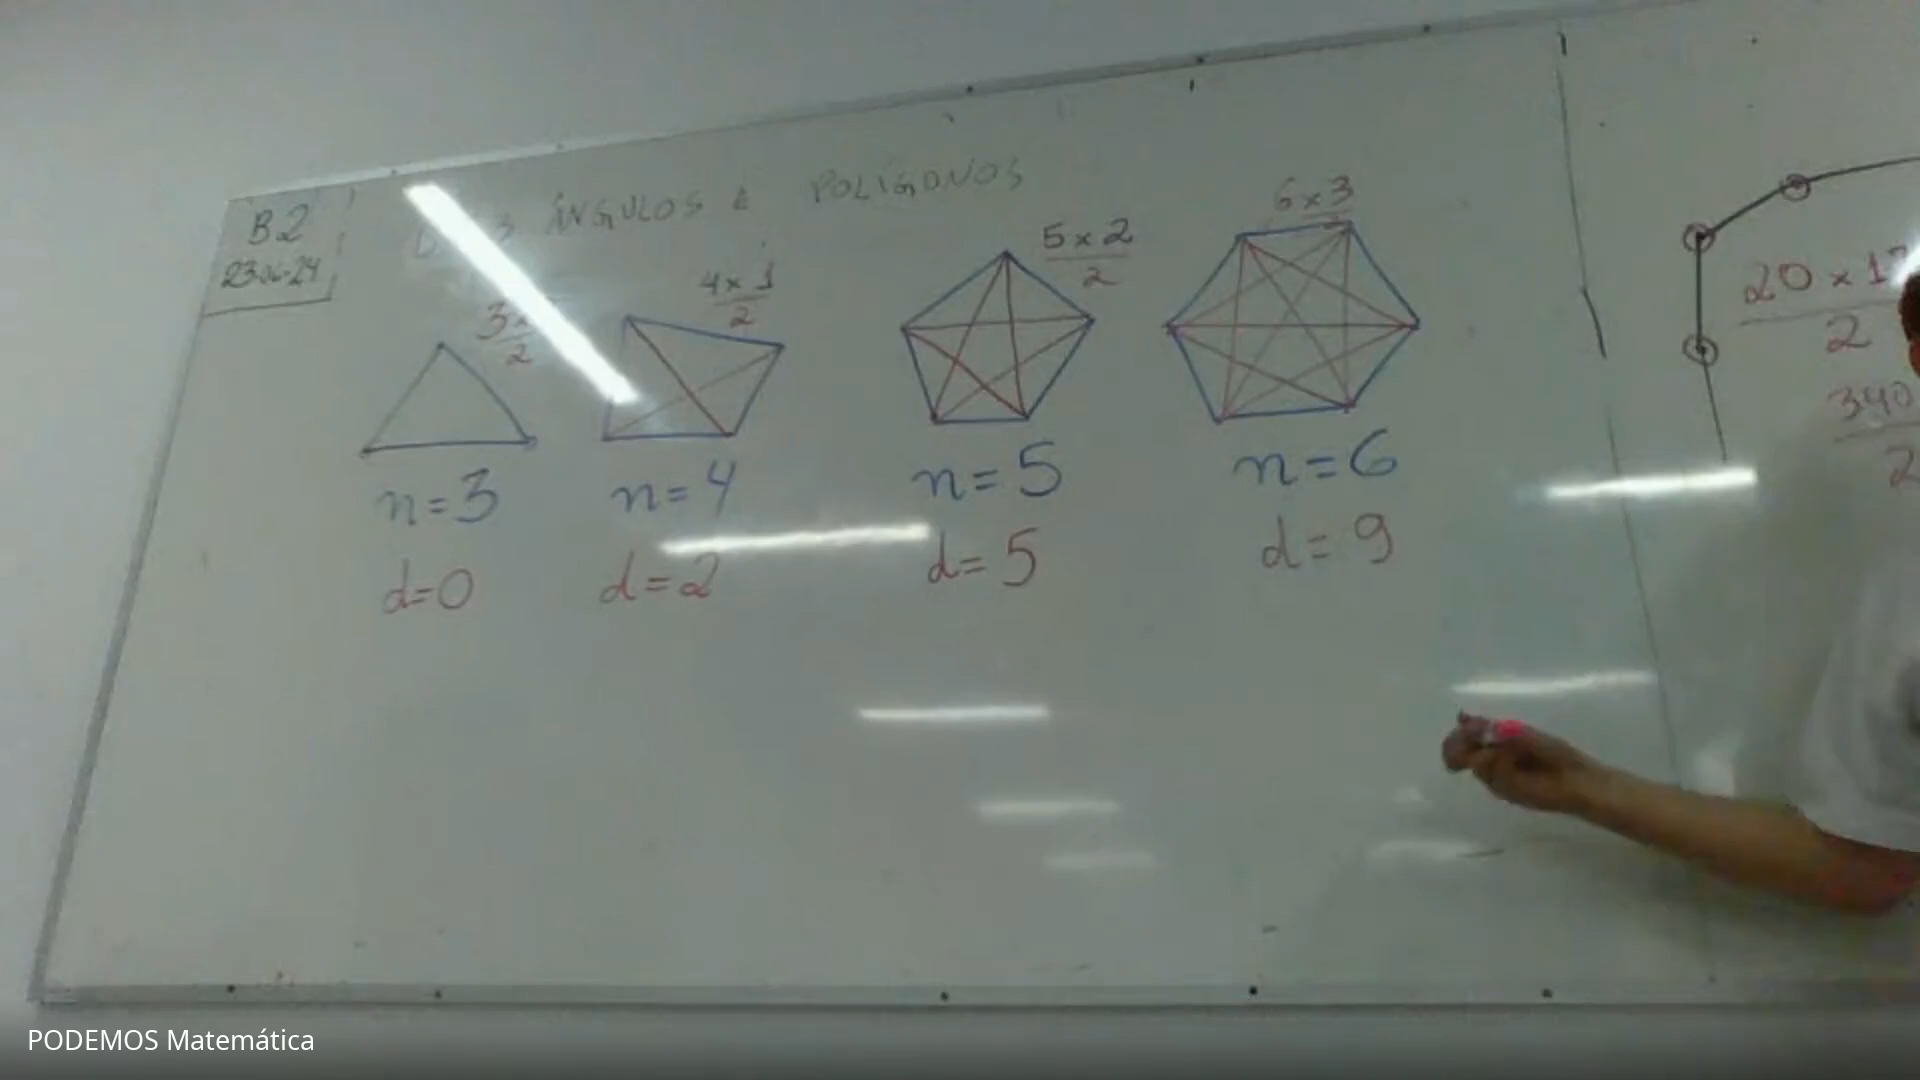 B2
23-06-24
3 ÂNGULOS E POLÍGONOS
3
2
4 x 1
2
5 x 2
2
6 x 3
2
n=3
d=0
n=4
d=2
n=5
d=5
n=6
d=9
20 x 17
2
340
2
PODEMOS Matemática